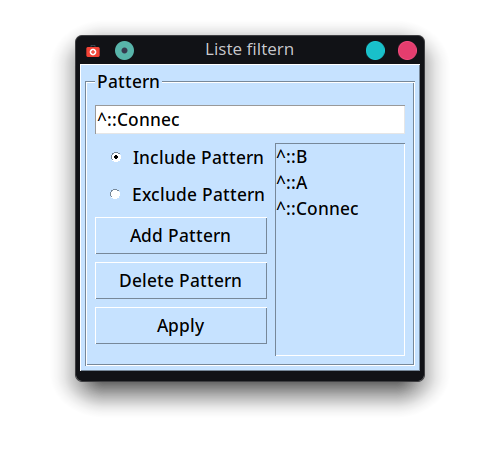 Liste filtern
Pattern
^::Connec
Include Pattern
Exclude Pattern
Add Pattern
Delete Pattern
Apply
^::B
^::A
^::Connec